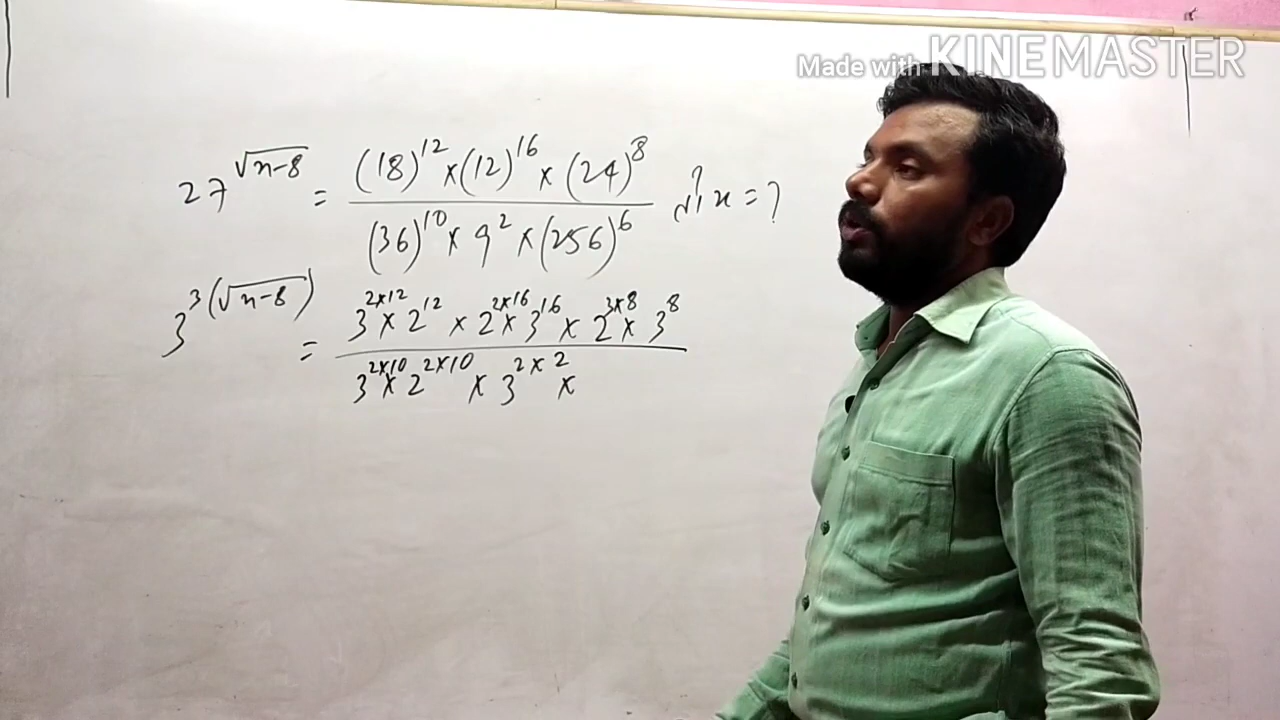 Made with KINEMASTER
27^√(x-8) = ((18)^12 × (12)^16 × (24)^8) / ((36)^10 × 9^2 × (256)^6) तो x = ?
3^3(√(x-8)) = (3^2×12 × 2^12 × 2^2×16 × 3^16 × 2^3×8 × 3^8) / (3^2×10 × 2^2×10 × 3^2×2 ×